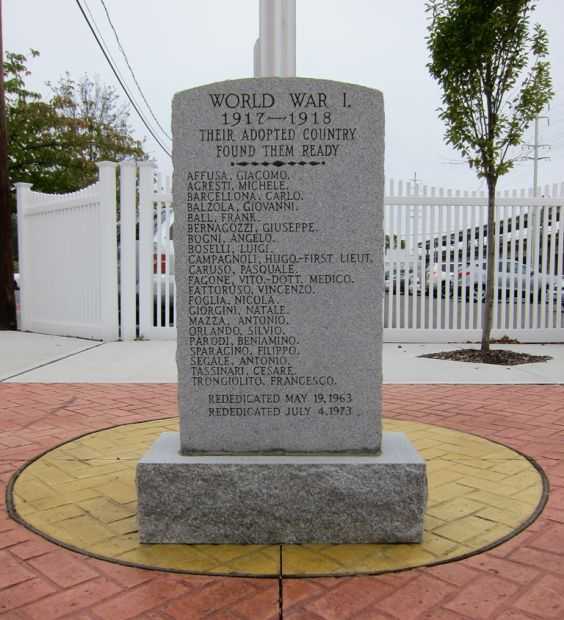 WORLD WAR I.
1917—1918
THEIR ADOPTED COUNTRY
FOUND THEM READY
AFFUSA, GIACOMO.
AGRESTI, MICHELE.
BARCELLONA, CARLO.
BALZOLA, GIOVANNI.
BALL, FRANK.
BERNAGOZZI, GIUSEPPE.
BOGNI, ANGELO.
BOSELLI, LUIGI.
CAMPAGNOLI, HUGO.-FIRST LIEUT.
CARUSO, PASQUALE.
FAGONE, VITO.-DOTT. MEDICO.
FATTORUSO, VINCENZO.
FOGLIA, NICOLA.
GIORGINI, NATALE.
MAZZA, ANTONIO.
ORLANDO, SILVIO.
PARODI, BENIAMINO.
SPARAGINO, FILIPPO.
SEGALE, ANTONIO.
TASSINARI, CESARE.
TRONGIOLITO, FRANCESCO.
REDEDICATED MAY 19, 1963
REDEDICATED JULY 4, 1973